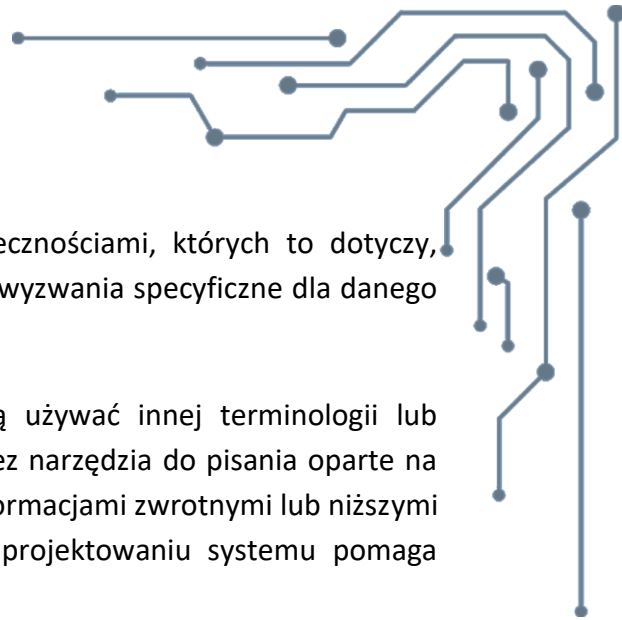 ecznościami, których to dotyczy,
wyzwania specyficzne dla danego
ą używać innej terminologii lub
ez narzędzia do pisania oparte na
ormacjami zwrotnymi lub niższymi
projektowaniu systemu pomaga